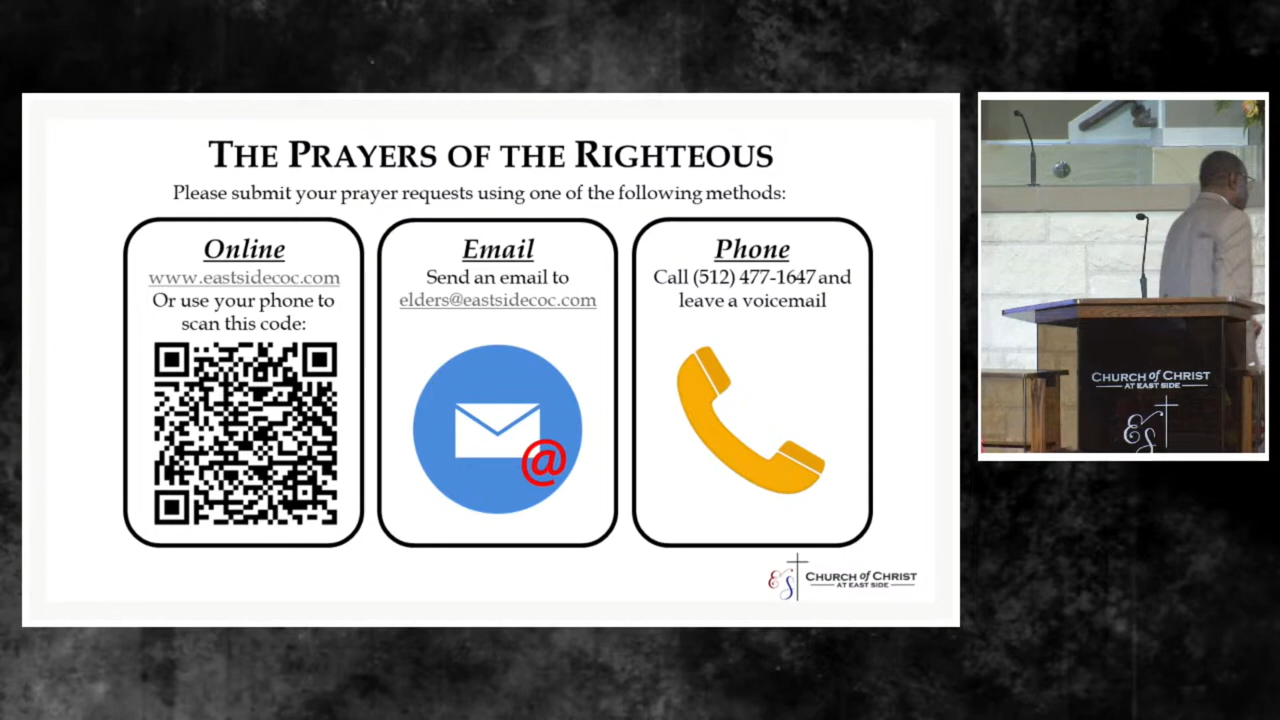 THE PRAYERS OF THE RIGHTEOUS
Please submit your prayer requests using one of the following methods:
Online
www.eastsidecoc.com
Or use your phone to
scan this code:
Email
Send an email to
elders@eastsidecoc.com
@
Phone
Call (512) 477-1647 and
leave a voicemail
ES CHURCH of CHRIST
AT EAST SIDE
CHURCH of CHRIST
AT EAST SIDE
ES